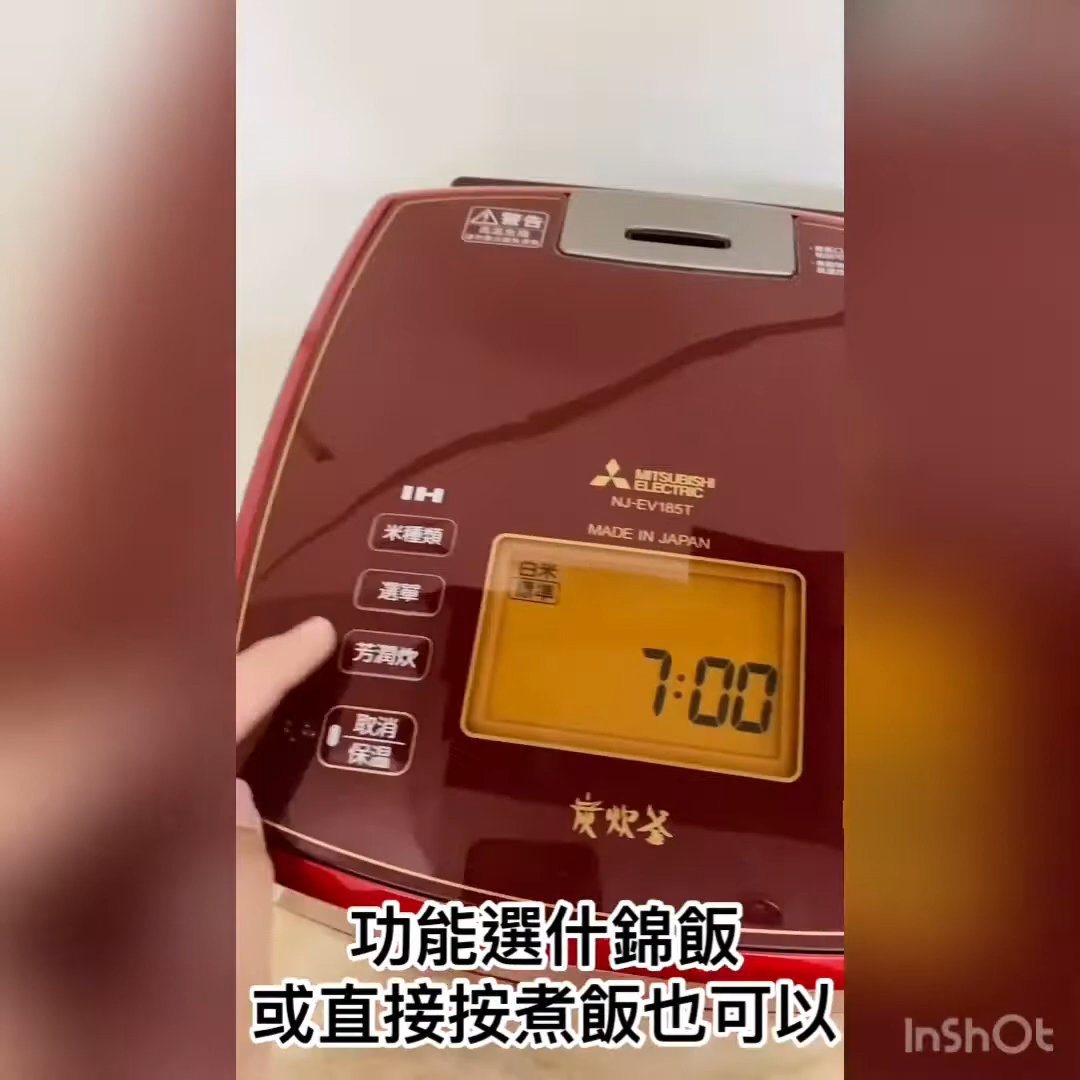 警告
IH
MITSUBISHI
ELECTRIC
NJ-EV185T
MADE IN JAPAN
米種類
選單
芳潤炊
取消
保溫
白米
標準
7:00
炭炊釜
功能選什錦飯
或直接按煮飯也可以
InShOt